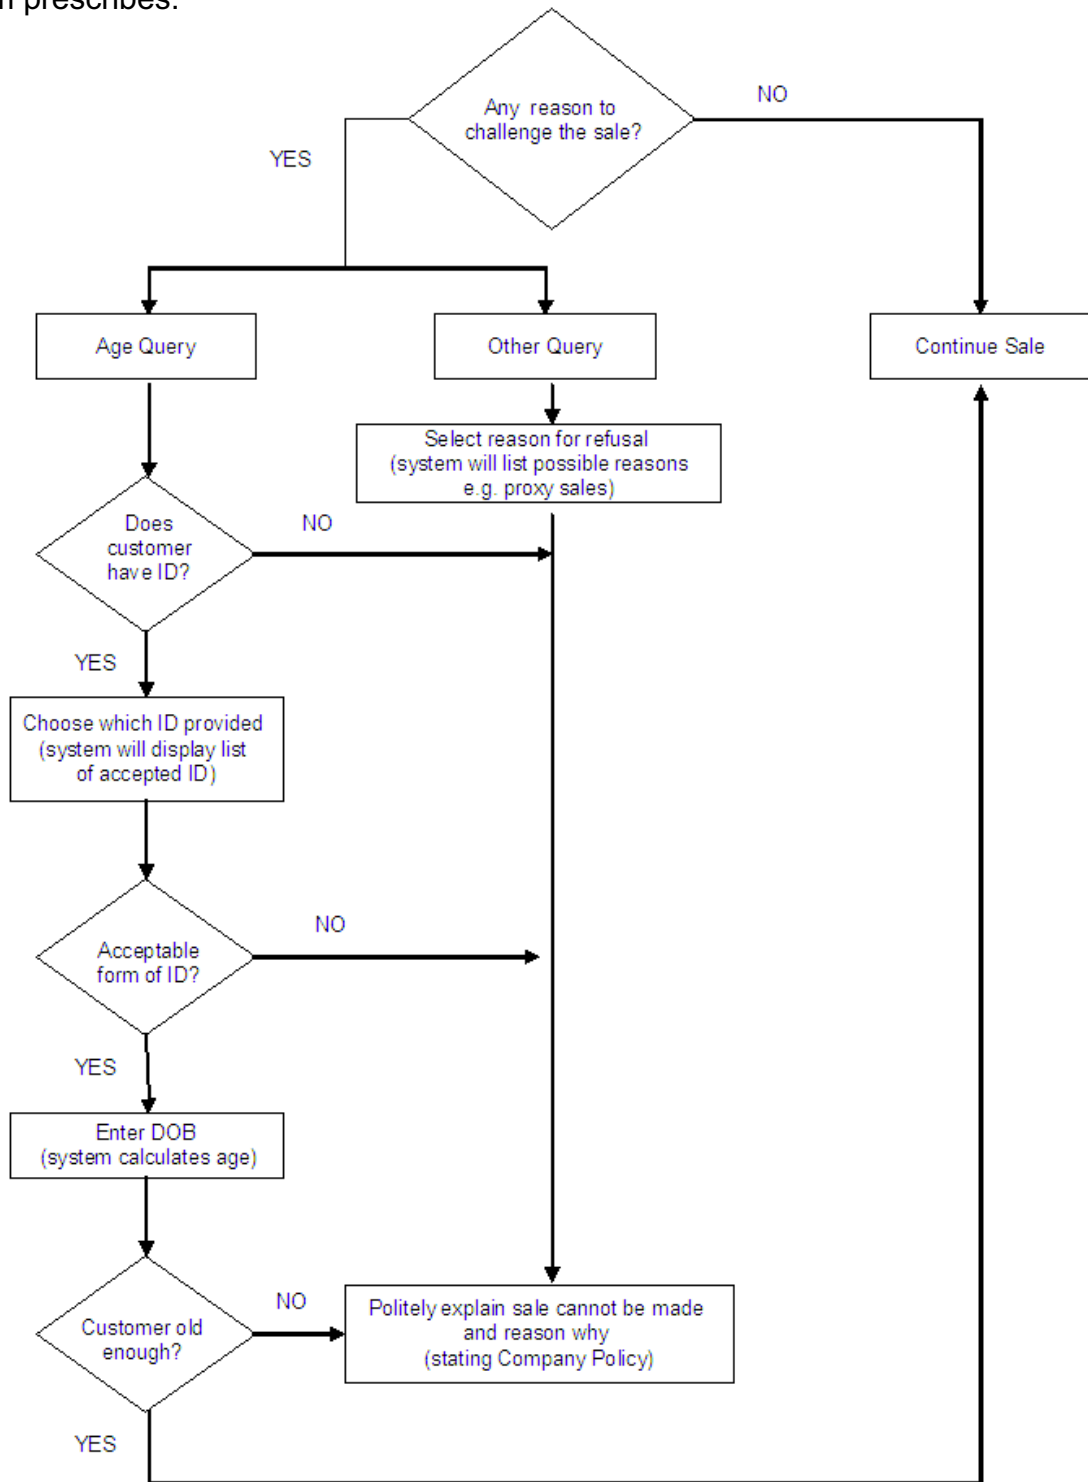 prescribes.
Any reason to
challenge the sale?
NO
YES
Age Query
Other Query
Continue Sale
Select reason for refusal
(system will list possible reasons
e.g. proxy sales)
Does
customer
have ID?
NO
YES
Choose which ID provided
(system will display list
of accepted ID)
Acceptable
form of ID?
NO
YES
Enter DOB
(system calculates age)
Customer old
enough?
NO
Politely explain sale cannot be made
and reason why
(stating Company Policy)
YES